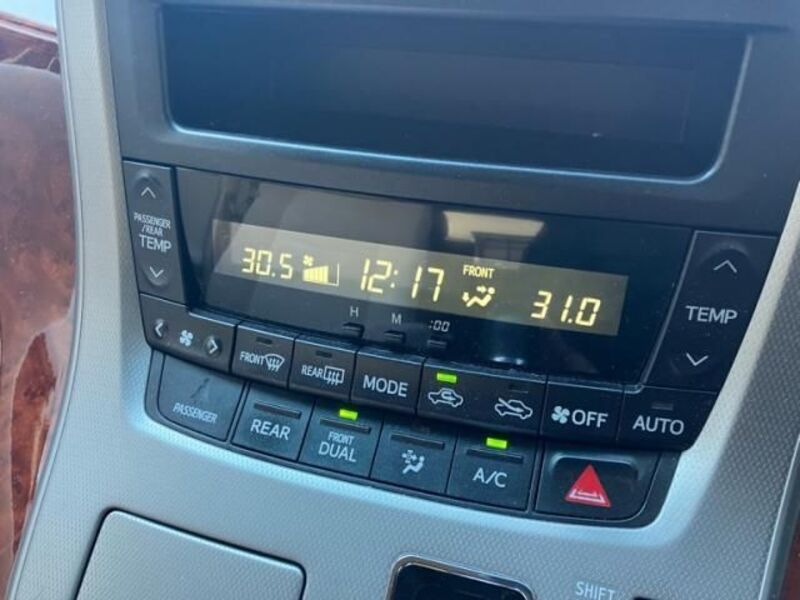 PASSENGER
/REAR
TEMP
30.5
12:17
FRONT
31.0
TEMP
H
M
:00
FRONT
REAR
MODE
OFF
AUTO
PASSENGER
REAR
FRONT
DUAL
A/C
SHIFT